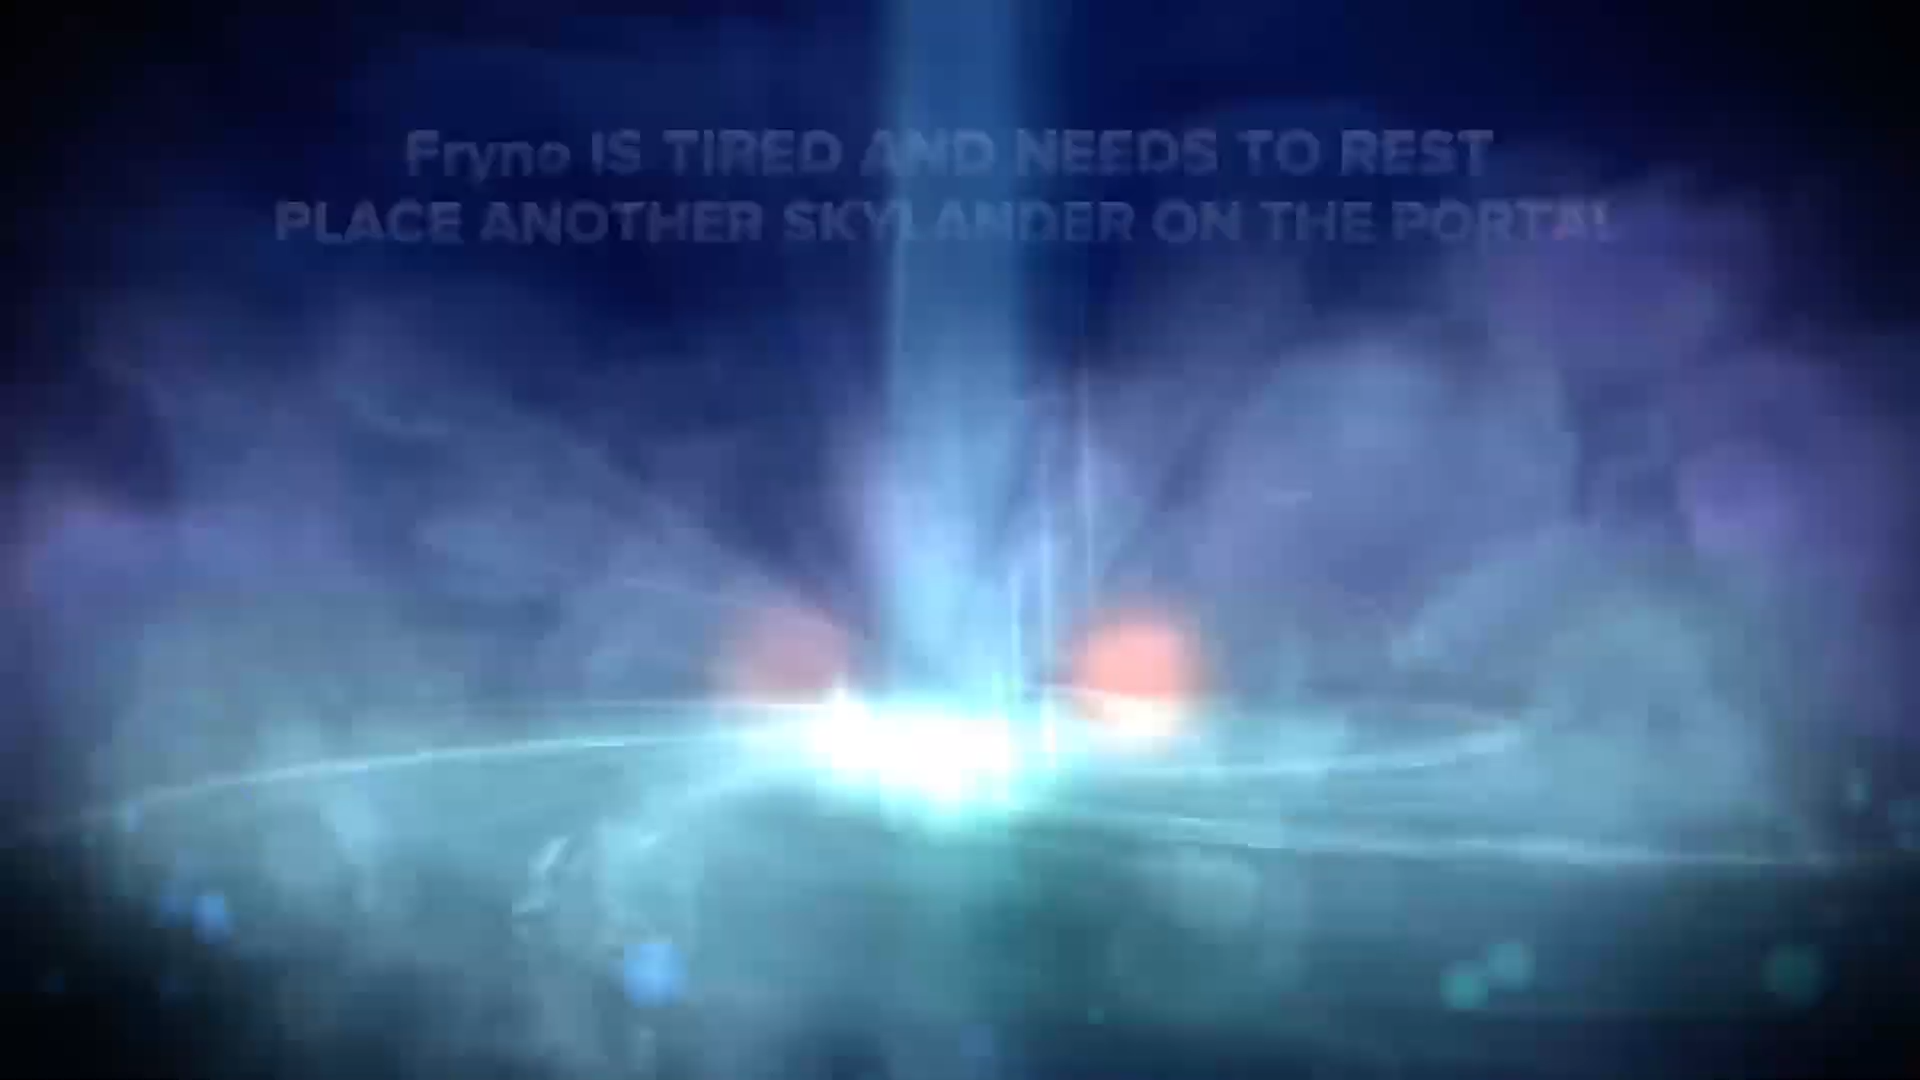 Fryno IS TIRED AND NEEDS TO REST
PLACE ANOTHER SKYLANDER ON THE PORTAL